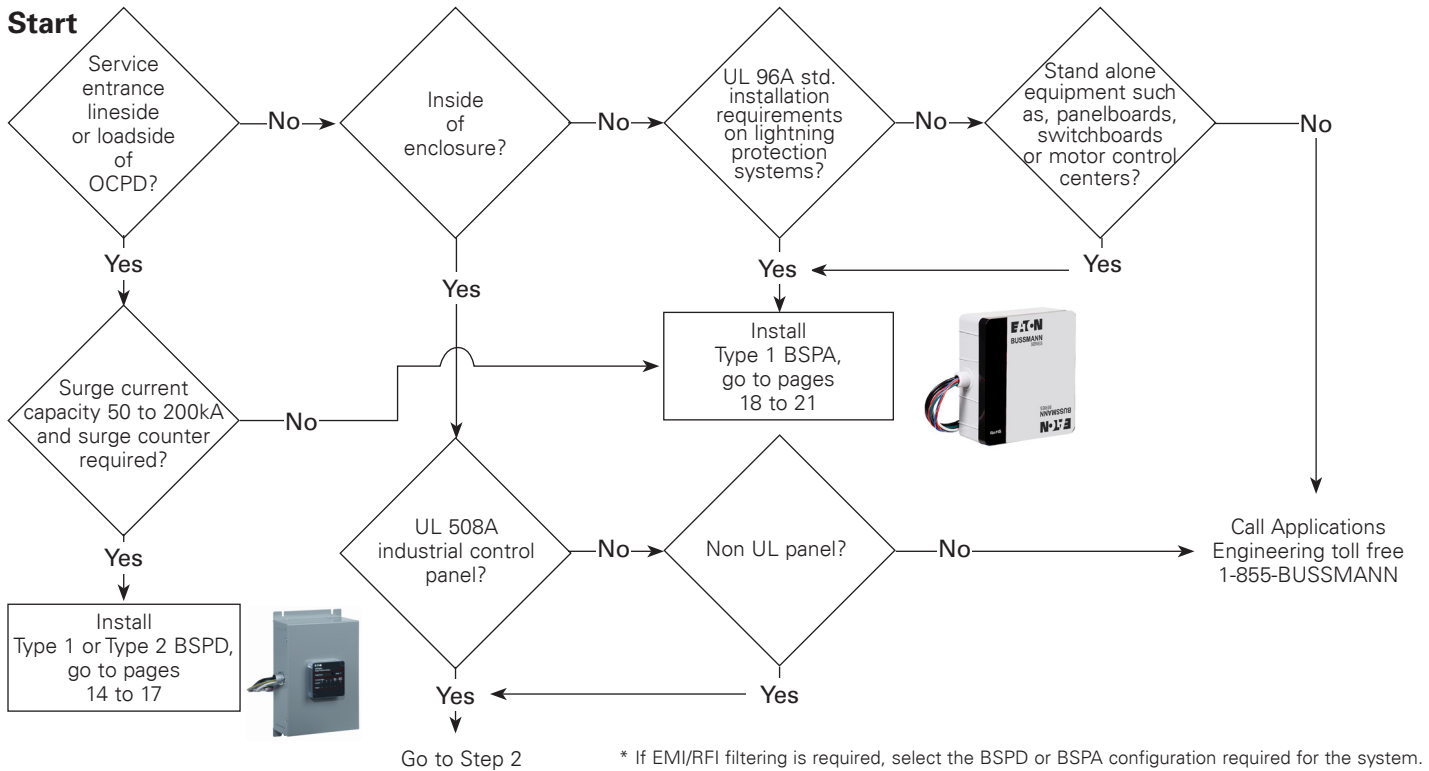 Start
Service
entrance
lineside
or loadside
of
OCPD?
No
Inside
of
enclosure?
No
UL 96A std.
installation
requirements
on lightning
protection
systems?
No
Stand alone
equipment such
as, panelboards,
switchboards
or motor control
centers?
No
Yes
Yes
Yes
Yes
Surge current
capacity 50 to 200kA
and surge counter
required?
No
Install
Type 1 BSPA,
go to pages
18 to 21
EATON
BUSSMANN
SERIES
EATON
BUSSMANN
SERIES
RoHS
UL 508A
industrial control
panel?
No
Non UL panel?
No
Call Applications
Engineering toll free
1-855-BUSSMANN
Yes
Install
Type 1 or Type 2 BSPD,
go to pages
14 to 17
Yes
Yes
Go to Step 2
* If EMI/RFI filtering is required, select the BSPD or BSPA configuration required for the system.